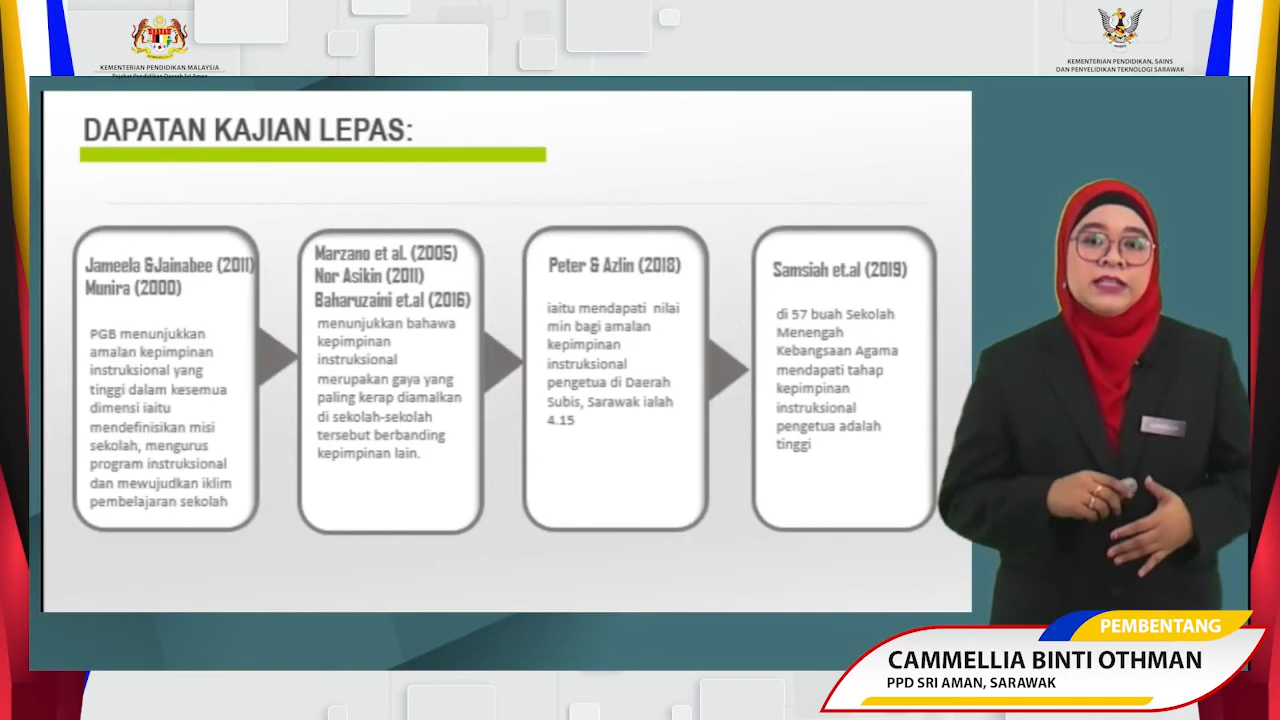 KEMENTERIAN PENDIDIKAN MALAYSIA
Pejabat Pendidikan Daerah Sri Aman
KEMENTERIAN PENDIDIKAN, SAINS
DAN PENYELIDIKAN TEKNOLOGI SARAWAK
DAPATAN KAJIAN LEPAS:
Jameela &Jainabee (2011)
Munira (2000)
PGB menunjukkan
amalan kepimpinan
instruksional yang
tinggi dalam kesemua
dimensi iaitu
mendefinisikan misi
sekolah, mengurus
program instruksional
dan mewujudkan iklim
pembelajaran sekolah
Marzano et al. (2005)
Nor Asikin (2011)
Baharuzaini et.al (2016)
menunjukkan bahawa
kepimpinan
instruksional
merupakan gaya yang
paling kerap diamalkan
di sekolah-sekolah
tersebut berbanding
kepimpinan lain.
Peter & Azlin (2018)
iaitu mendapati nilai
min bagi amalan
kepimpinan
instruksional
pengetua di Daerah
Subis, Sarawak ialah
4.15
Samsiah et.al (2019)
di 57 buah Sekolah
Menengah
Kebangsaan Agama
mendapati tahap
kepimpinan
instruksional
pengetua adalah
tinggi
PEMBENTANG
CAMMELLIA BINTI OTHMAN
PPD SRI AMAN, SARAWAK